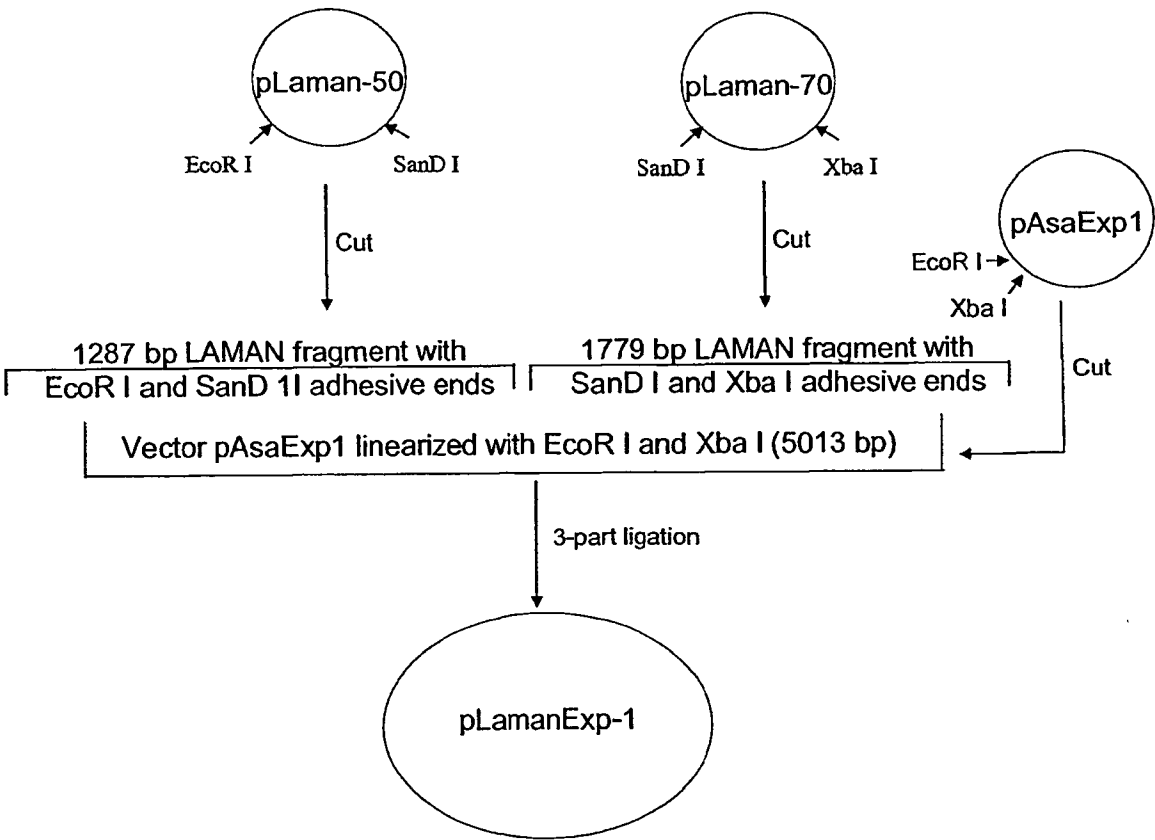 pLaman-50
pLaman-70
EcoR I
SanD I
SanD I
Xba I
pAsaExp1
EcoR I
Xba I
Cut
Cut
Cut
1287 bp LAMAN fragment with
EcoR I and SanD 1I adhesive ends
1779 bp LAMAN fragment with
SanD I and Xba I adhesive ends
Vector pAsaExp1 linearized with EcoR I and Xba I (5013 bp)
3-part ligation
pLamanExp-1